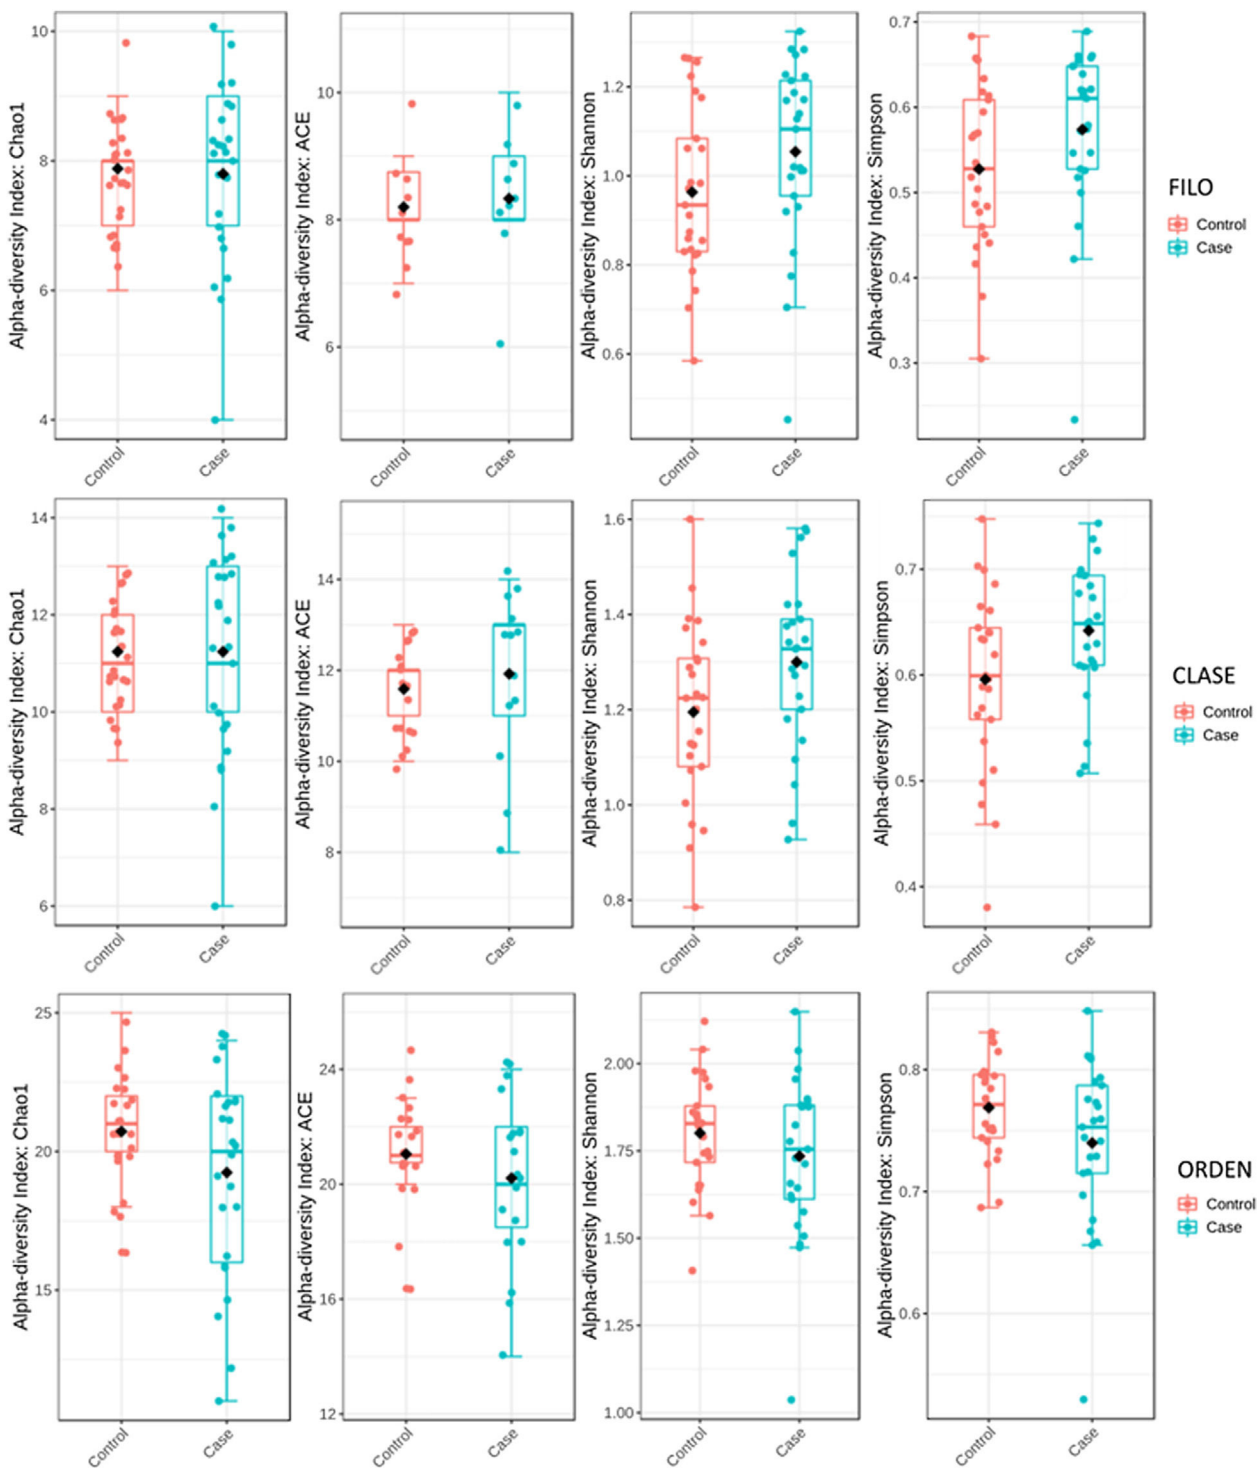 Alpha-diversity Index: Chao1
10
8
6
4
Control
Case
Alpha-diversity Index: ACE
10
8
6
Control
Case
Alpha-diversity Index: Shannon
1.2
1.0
0.8
0.6
Control
Case
Alpha-diversity Index: Simpson
0.7
0.6
0.5
0.4
0.3
Control
Case
FILO
Control
Case
Alpha-diversity Index: Chao1
14
12
10
8
6
Control
Case
Alpha-diversity Index: ACE
14
12
10
8
Control
Case
Alpha-diversity Index: Shannon
1.6
1.4
1.2
1.0
0.8
Control
Case
Alpha-diversity Index: Simpson
0.7
0.6
0.5
0.4
Control
Case
CLASE
Control
Case
Alpha-diversity Index: Chao1
25
20
15
Control
Case
Alpha-diversity Index: ACE
24
20
16
12
Control
Case
Alpha-diversity Index: Shannon
2.00
1.75
1.50
1.25
1.00
Control
Case
Alpha-diversity Index: Simpson
0.8
0.7
0.6
Control
Case
ORDEN
Control
Case